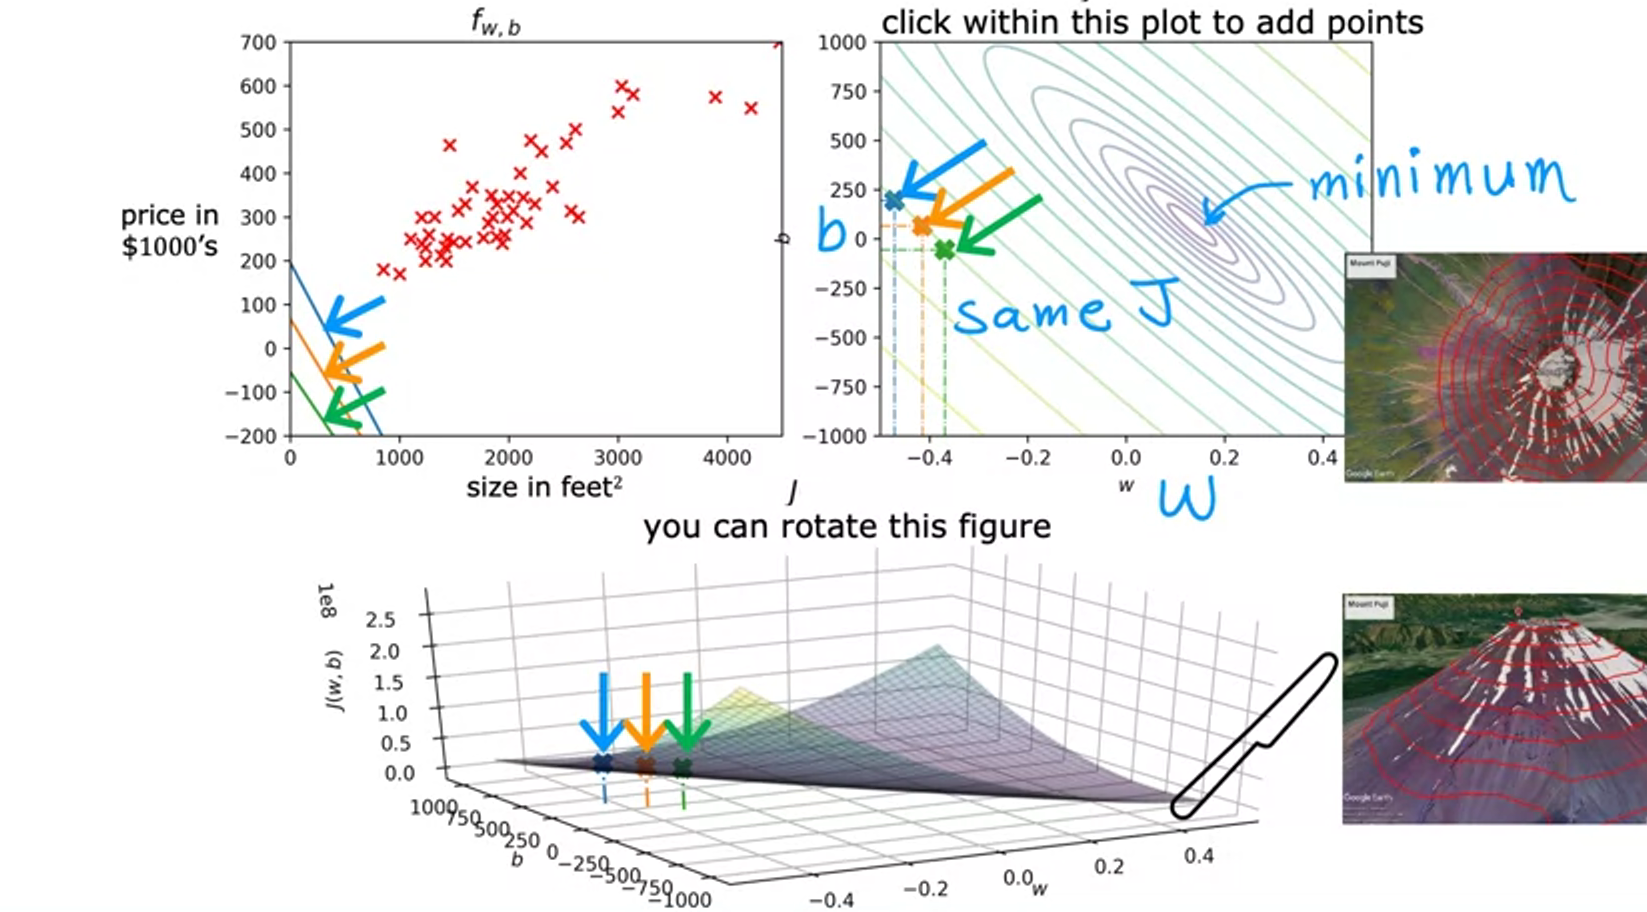 f_{w,b}
click within this plot to add points
700
600
500
400
300
200
100
0
−100
−200
price in
$1000's
0
1000
2000
3000
4000
size in feet²
1000
750
500
250
0
−250
−500
−750
−1000
b
b
minimum
same J
−0.4
−0.2
0.0
0.2
0.4
w
W
Mount Fuji
Google Earth
J
you can rotate this figure
1e8
J(w,b)
2.5
2.0
1.5
1.0
0.5
0.0
1000
750
500
250
0
−250
−500
−750
−1000
b
−0.4
−0.2
0.0
0.2
0.4
w
Mount Fuji
Google Earth